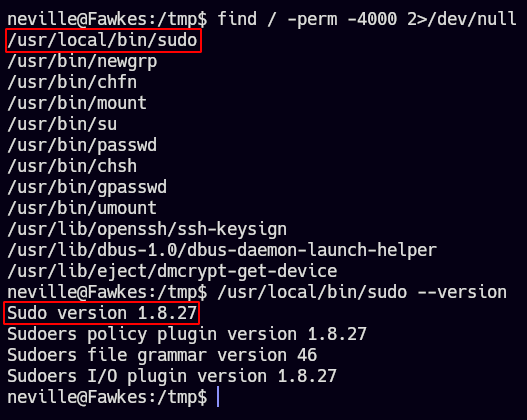 neville@Fawkes:/tmp$ find / -perm -4000 2>/dev/null
/usr/local/bin/sudo
/usr/bin/newgrp
/usr/bin/chfn
/usr/bin/mount
/usr/bin/su
/usr/bin/passwd
/usr/bin/chsh
/usr/bin/gpasswd
/usr/bin/umount
/usr/lib/openssh/ssh-keysign
/usr/lib/dbus-1.0/dbus-daemon-launch-helper
/usr/lib/eject/dmcrypt-get-device
neville@Fawkes:/tmp$ /usr/local/bin/sudo --version
Sudo version 1.8.27
Sudoers policy plugin version 1.8.27
Sudoers file grammar version 46
Sudoers I/O plugin version 1.8.27
neville@Fawkes:/tmp$